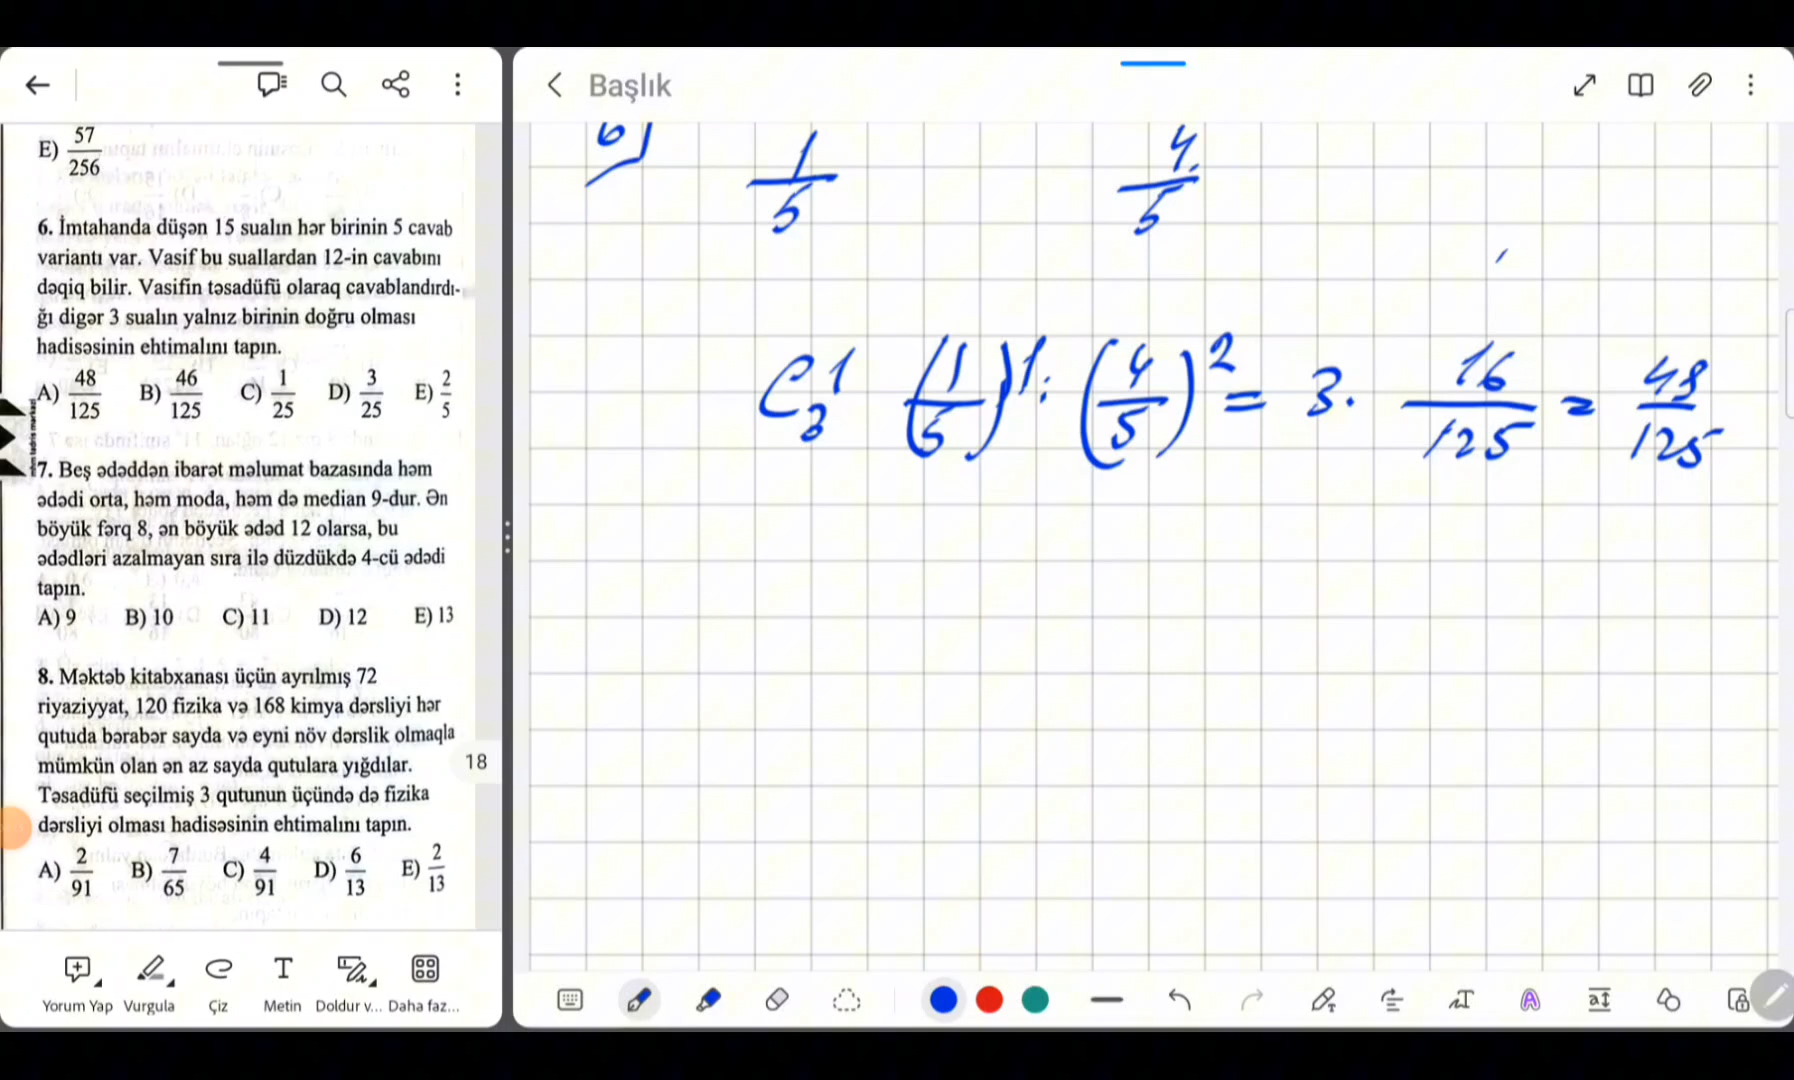 Başlık
E) 57/256
6. İmtahanda düşən 15 sualın hər birinin 5 cavab
variantı var. Vasif bu suallardan 12-in cavabını
dəqiq bilir. Vasifin təsadüfü olaraq cavablandırdı-
ğı digər 3 sualın yalnız birinin doğru olması
hadisəsinin ehtimalını tapın.
A) 48/125 B) 46/125 C) 1/25 D) 3/25 E) 2/5
7. Beş ədəddən ibarət məlumat bazasında həm
ədədi orta, həm moda, həm də median 9-dur. Ən
böyük fərq 8, ən böyük ədəd 12 olarsa, bu
ədədləri azalmayan sıra ilə düzdükdə 4-cü ədədi
tapın.
A) 9 B) 10 C) 11 D) 12 E) 13
8. Məktəb kitabxanası üçün ayrılmış 72
riyaziyyat, 120 fizika və 168 kimya dərsliyi hər
qutuda bərabər sayda və eyni növ dərslik olmaqla
mümkün olan ən az sayda qutulara yığdılar.
Təsadüfü seçilmiş 3 qutunun üçündə də fizika
dərsliyi olması hadisəsinin ehtimalını tapın.
A) 2/91 B) 7/65 C) 4/91 D) 6/13 E) 2/13
18
Yorum Yap Vurgula Çiz Metin Doldur v... Daha faz...
6) 1/5 4/5
C₃¹ (1/5)¹ · (4/5)² = 3 · 16/125 = 48/125